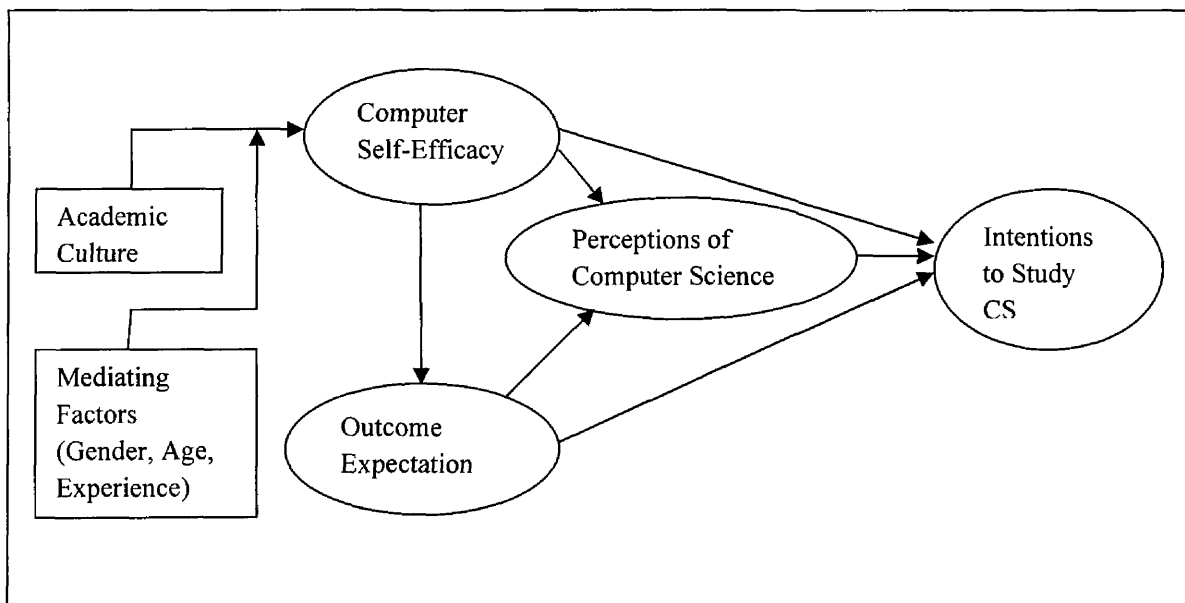 Computer
Self-Efficacy
Academic
Culture
Perceptions of
Computer Science
Intentions
to Study
CS
Mediating
Factors
(Gender, Age,
Experience)
Outcome
Expectation